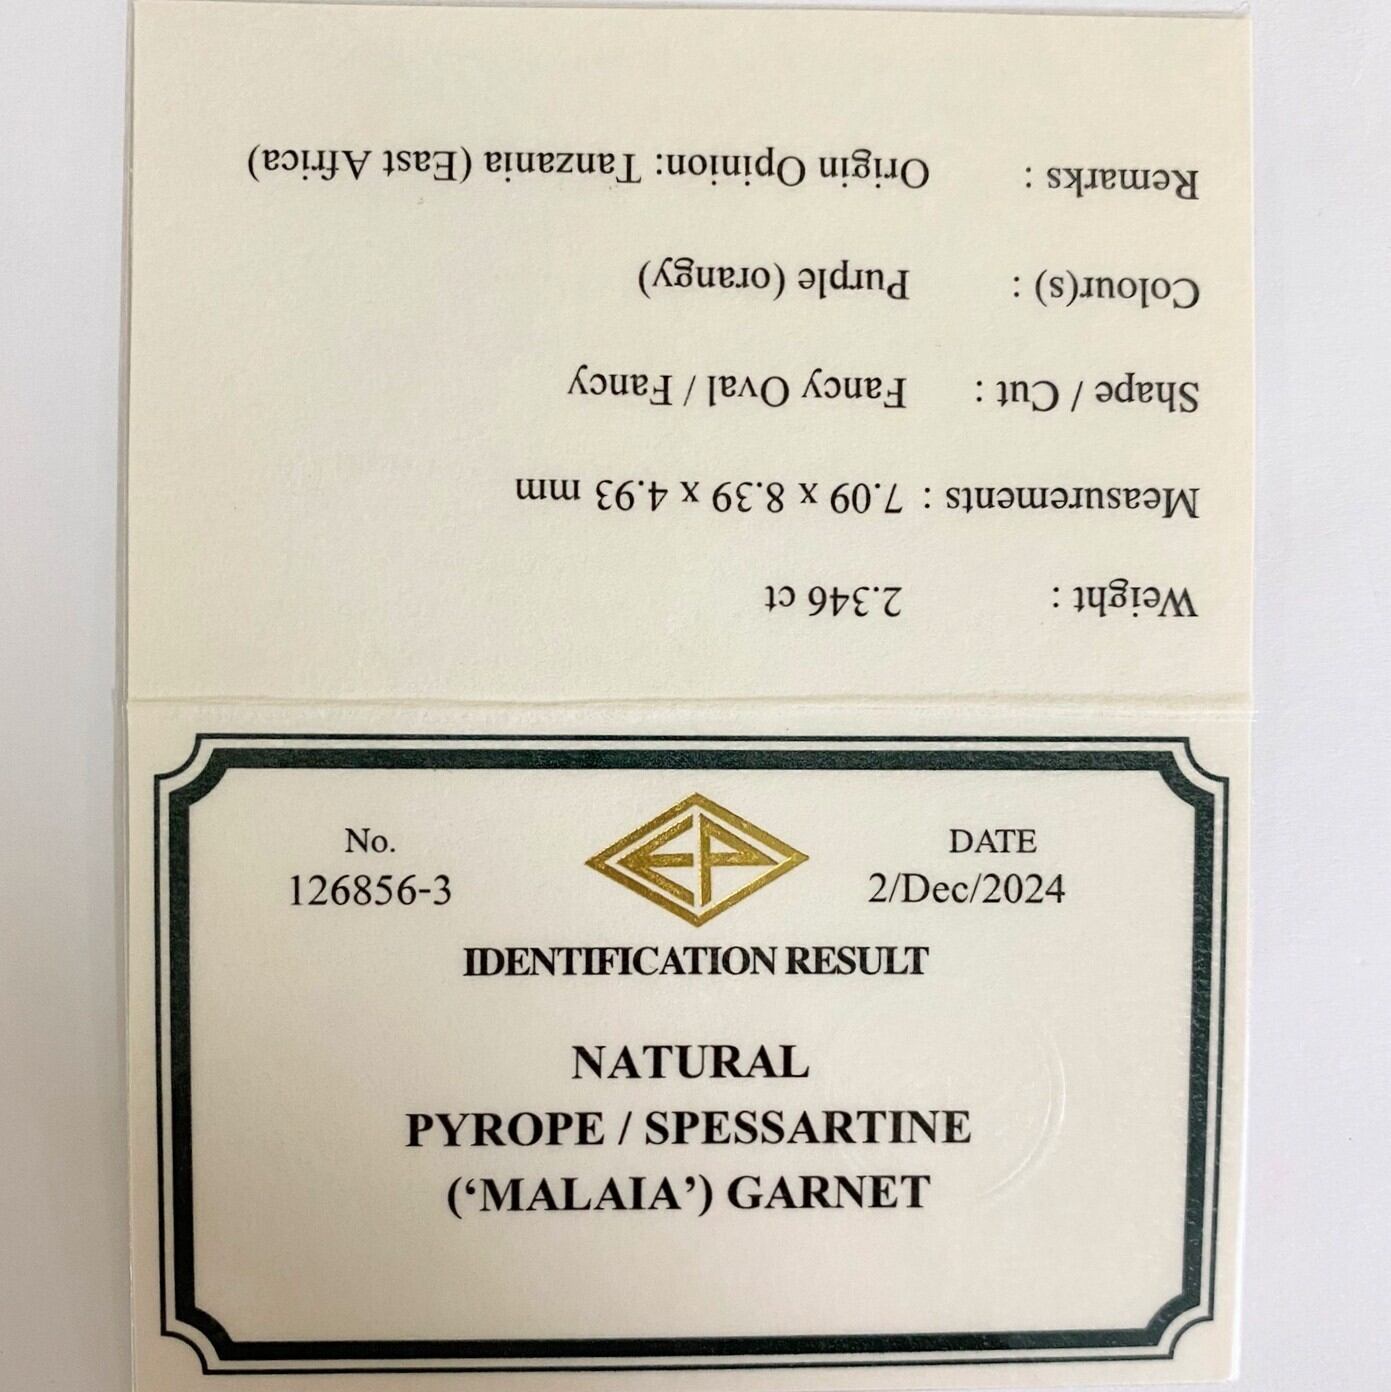 No.
126856-3
EP
DATE
2/Dec/2024
IDENTIFICATION RESULT
NATURAL
PYROPE / SPESSARTINE
(‘MALAIA’) GARNET
Weight : 2.346 ct
Measurements : 7.09 x 8.39 x 4.93 mm
Shape / Cut : Fancy Oval / Fancy
Colour(s) : Purple (orangy)
Remarks : Origin Opinion: Tanzania (East Africa)